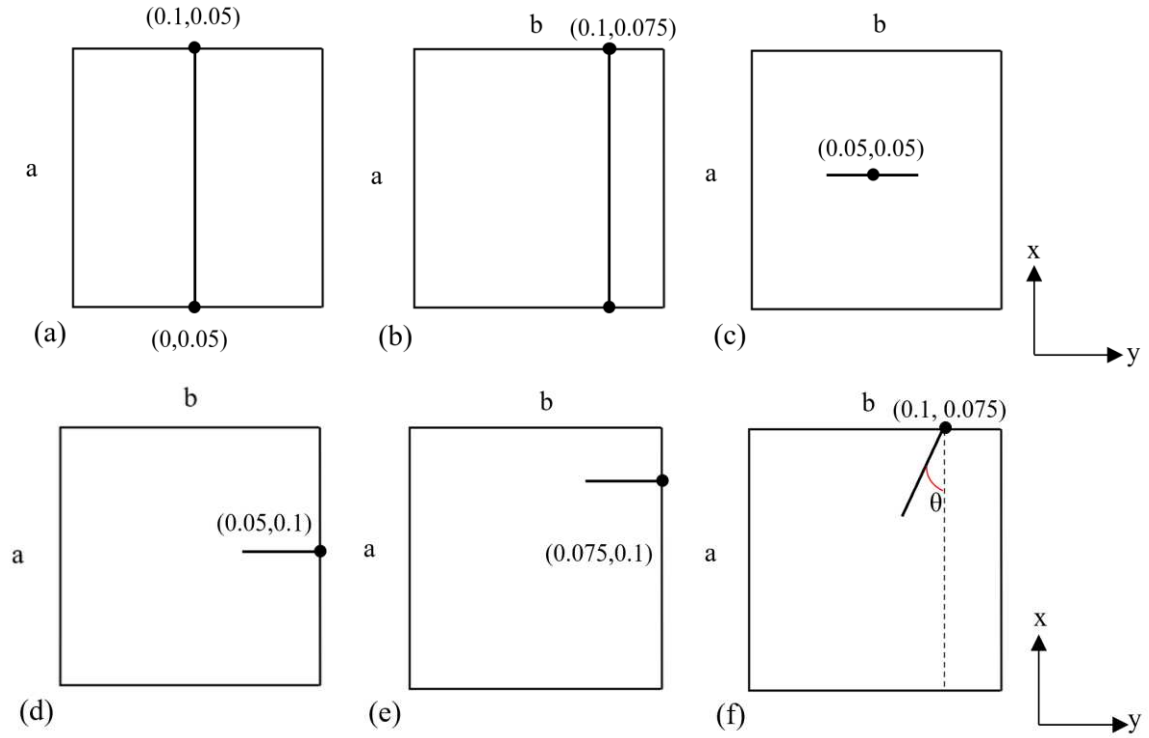 (0.1,0.05)
b (0.1,0.075)
b
a
a
(0.05,0.05)
a
x
y
(a)
(0,0.05)
(b)
(c)
b
b
b (0.1, 0.075)
a
(0.05,0.1)
a
(0.075,0.1)
a
θ
x
y
(d)
(e)
(f)